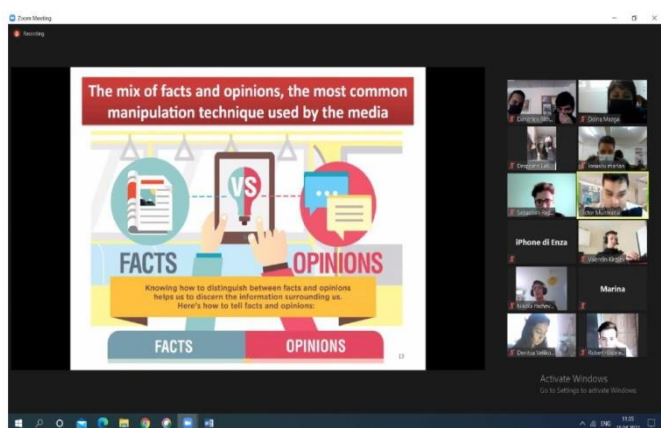 Zoom Meeting
Recording
The mix of facts and opinions, the most common
manipulation technique used by the media
VS
FACTS
OPINIONS
Knowing how to distinguish between facts and opinions
helps us to discern the information surrounding us.
Here's how to tell facts and opinions:
FACTS
OPINIONS
13
Doina Mazga
iPhone di Enza
Marina
Activate Windows
Go to Settings to activate Windows.
ENG